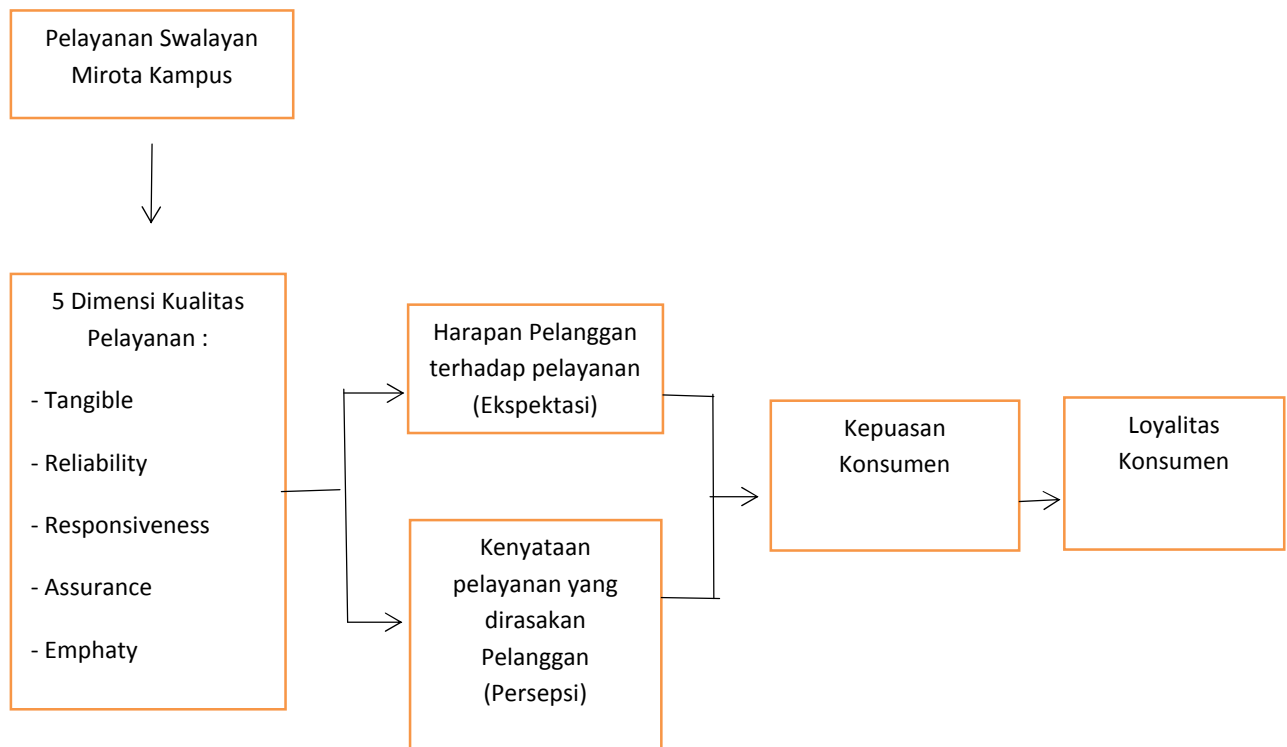 Pelayanan Swalayan
Mirota Kampus
5 Dimensi Kualitas
Pelayanan :
- Tangible
- Reliability
- Responsiveness
- Assurance
- Emphaty
Harapan Pelanggan
terhadap pelayanan
(Ekspektasi)
Kenyataan
pelayanan yang
dirasakan
Pelanggan
(Persepsi)
Kepuasan
Konsumen
Loyalitas
Konsumen